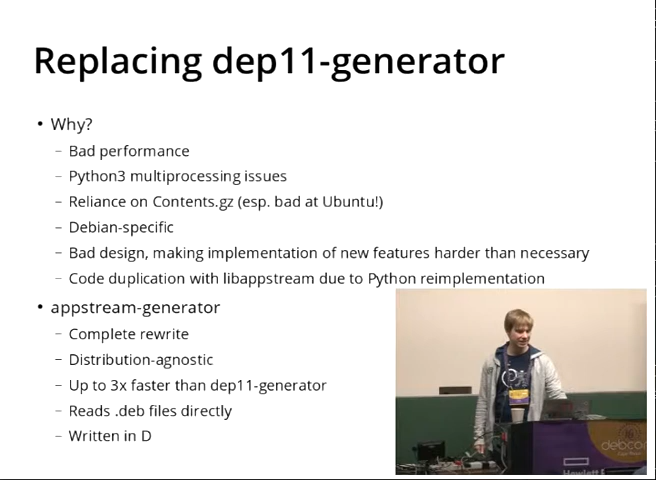 Replacing dep11-generator
• Why?
– Bad performance
– Python3 multiprocessing issues
– Reliance on Contents.gz (esp. bad at Ubuntu!)
– Debian-specific
– Bad design, making implementation of new features harder than necessary
– Code duplication with libappstream due to Python reimplementation
• appstream-generator
– Complete rewrite
– Distribution-agnostic
– Up to 3x faster than dep11-generator
– Reads .deb files directly
– Written in D
debco
Hewlett